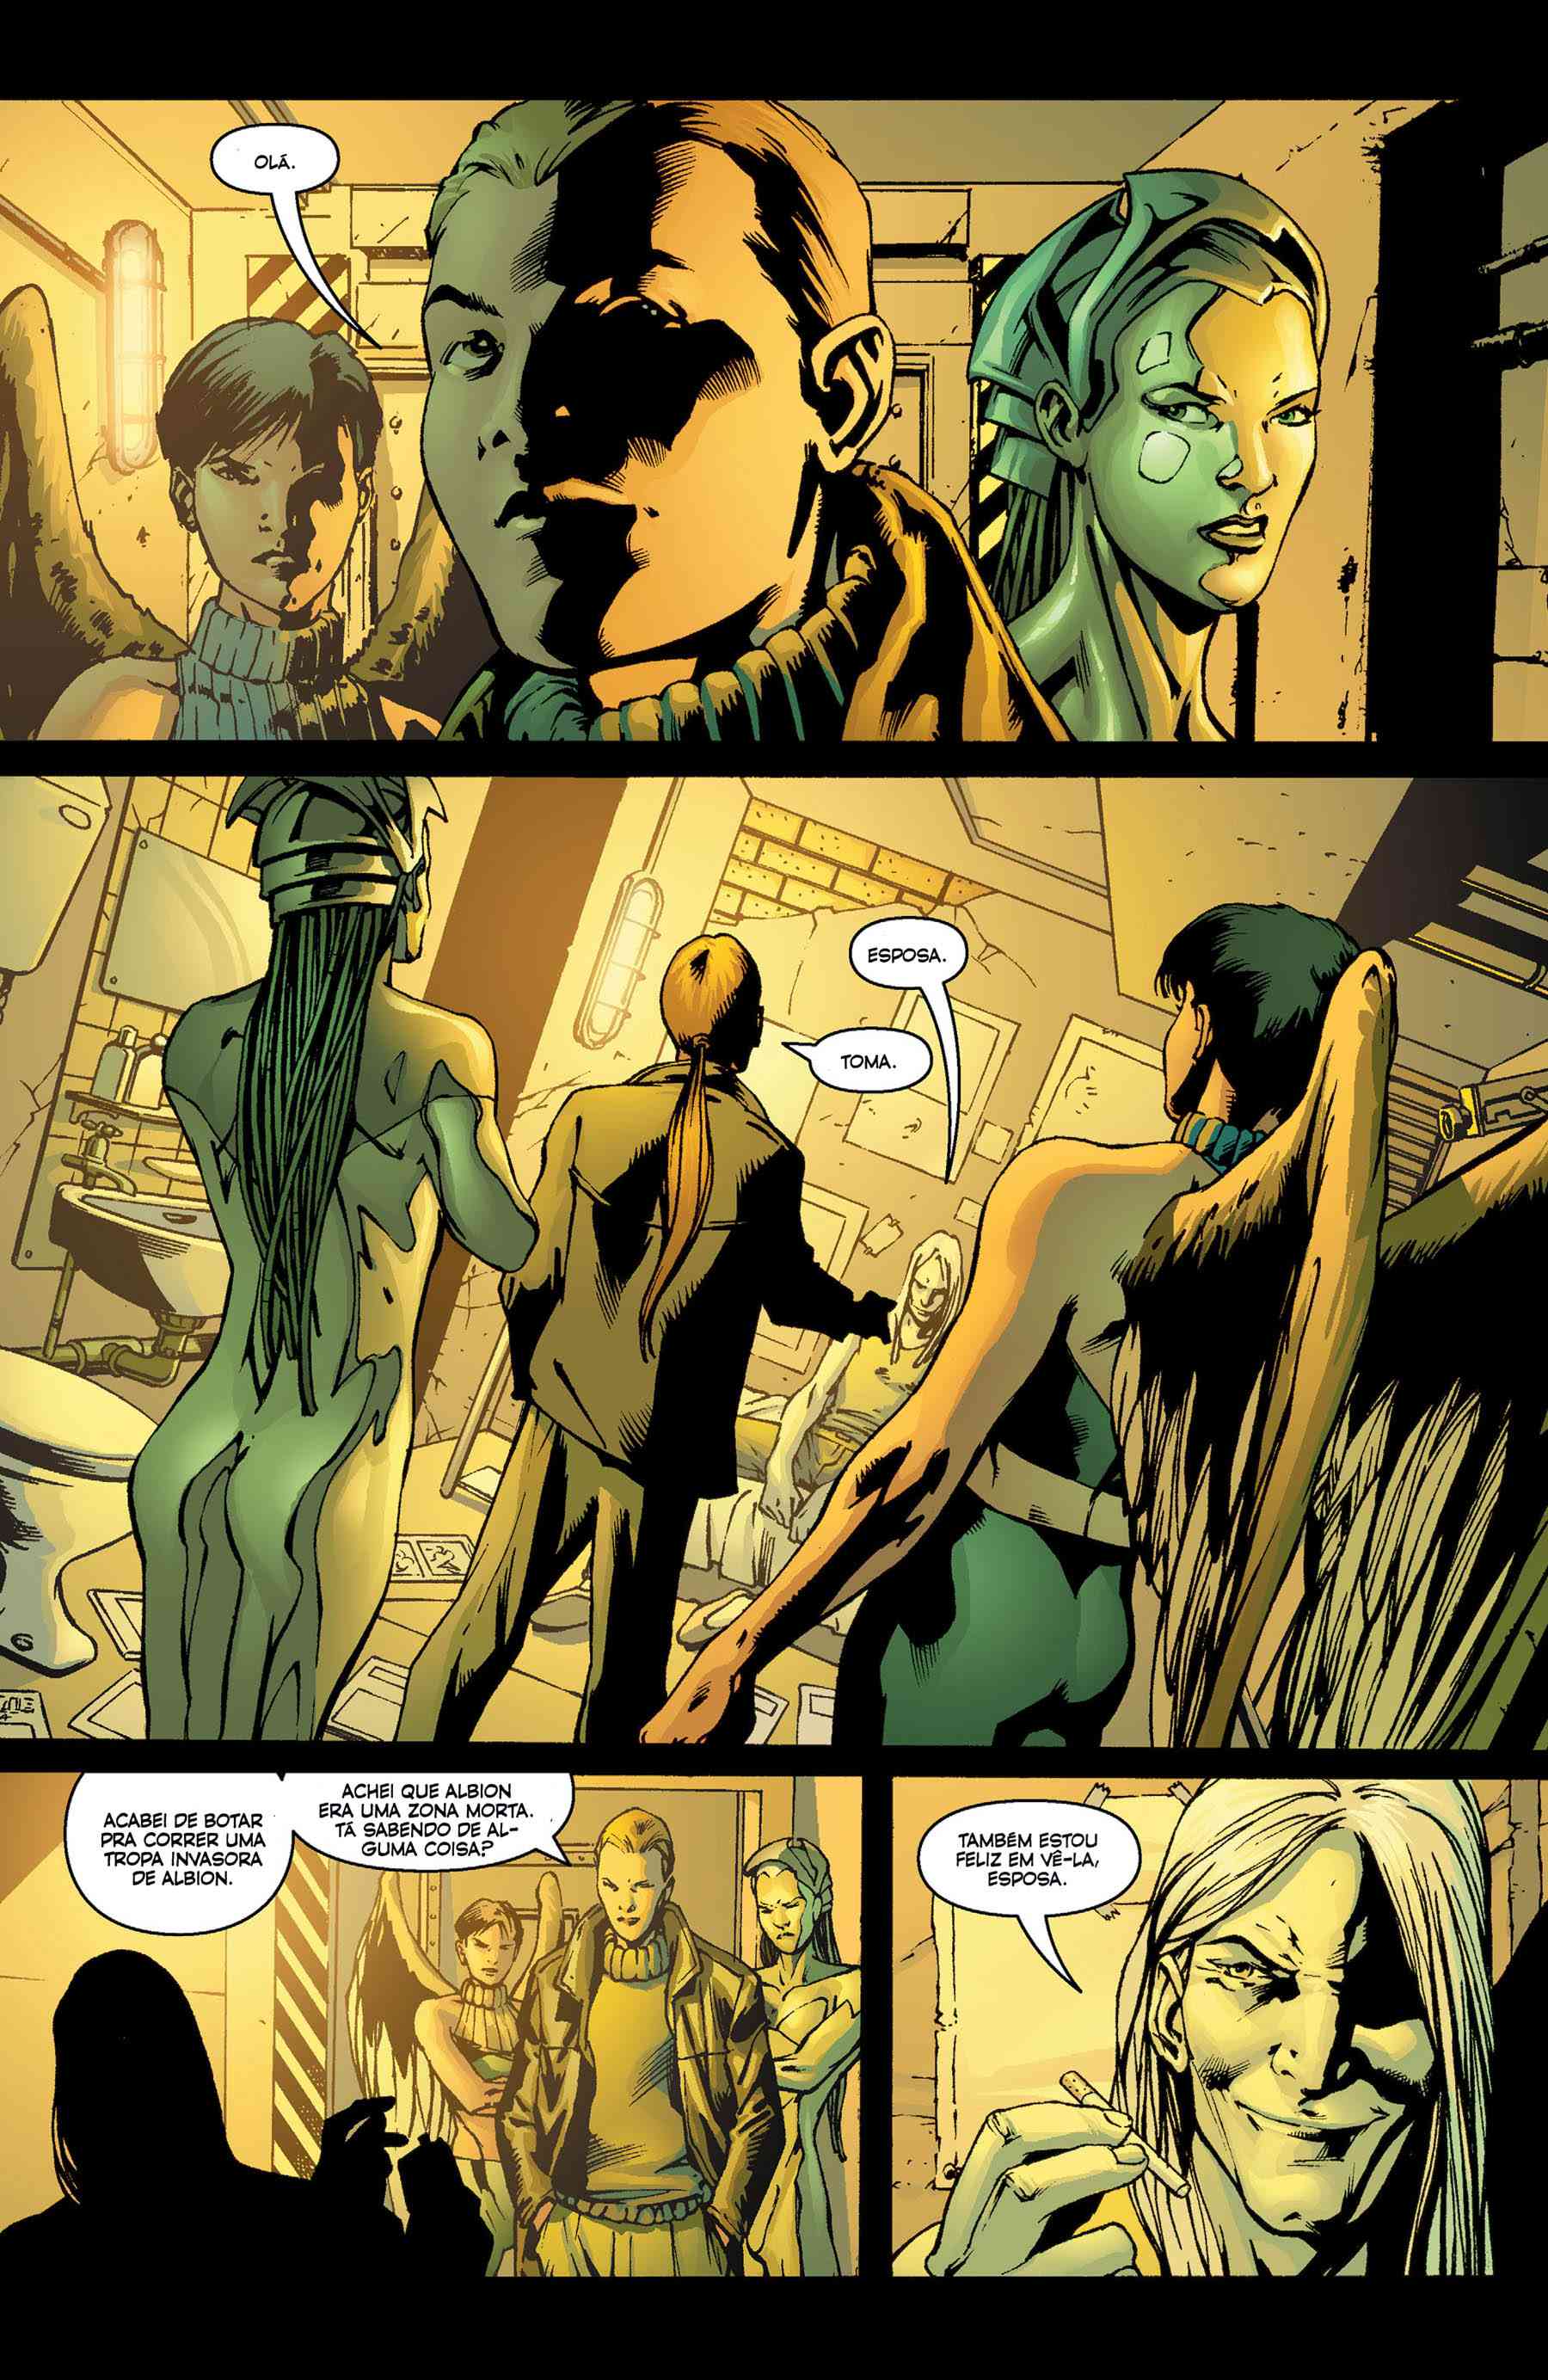 OLÁ.
ESPOSA.
TOMA.
ACABEI DE BOTAR
PRA CORRER UMA
TROPA INVASORA
DE ALBION.
ACHEI QUE ALBION
ERA UMA ZONA MORTA.
TÁ SABENDO DE AL-
GUMA COISA?
TAMBÉM ESTOU
FELIZ EM VÊ-LA,
ESPOSA.